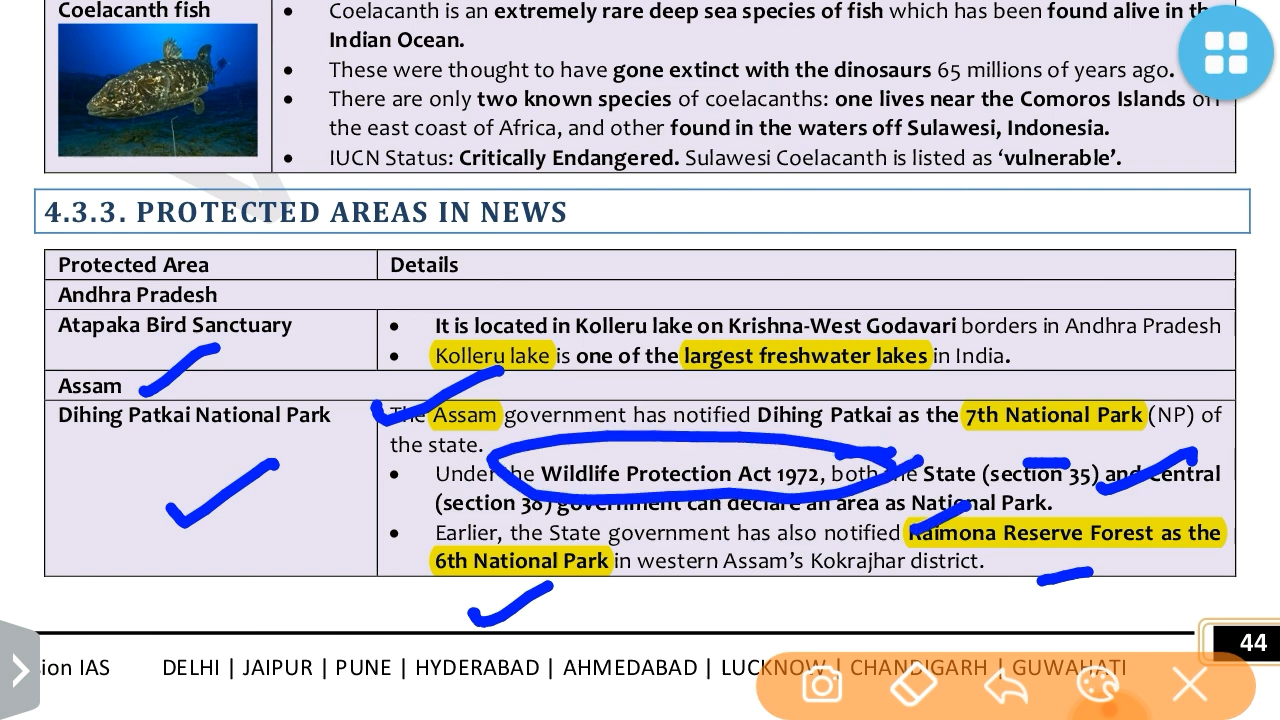 Coelacanth fish
• Coelacanth is an extremely rare deep sea species of fish which has been found alive in the
Indian Ocean.
• These were thought to have gone extinct with the dinosaurs 65 millions of years ago.
• There are only two known species of coelacanths: one lives near the Comoros Islands off
the east coast of Africa, and other found in the waters off Sulawesi, Indonesia.
• IUCN Status: Critically Endangered. Sulawesi Coelacanth is listed as ‘vulnerable’.
4.3.3. PROTECTED AREAS IN NEWS
Protected Area Details
Andhra Pradesh
Atapaka Bird Sanctuary
• It is located in Kolleru lake on Krishna-West Godavari borders in Andhra Pradesh
• Kolleru lake is one of the largest freshwater lakes in India.
Assam
Dihing Patkai National Park
The Assam government has notified Dihing Patkai as the 7th National Park (NP) of
the state.
• Under the Wildlife Protection Act 1972, both the State (section 35) and Central
(section 38) government can declare an area as National Park.
• Earlier, the State government has also notified Raimona Reserve Forest as the
6th National Park in western Assam’s Kokrajhar district.
44
ion IAS DELHI | JAIPUR | PUNE | HYDERABAD | AHMEDABAD | LUCKNOW | CHANDIGARH | GUWAHATI